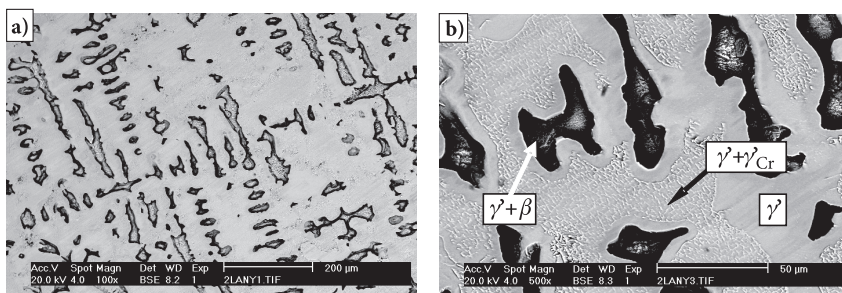 a)
Acc.V Spot Magn Det WD Exp 200 µm
20.0 kV 4.0 100x BSE 8.2 1 2LANY1.TIF
b)
γ'+γ'Cr
γ'+β
γ'
Acc.V Spot Magn Det WD Exp 50 µm
20.0 kV 4.0 500x BSE 8.3 1 2LANY3.TIF